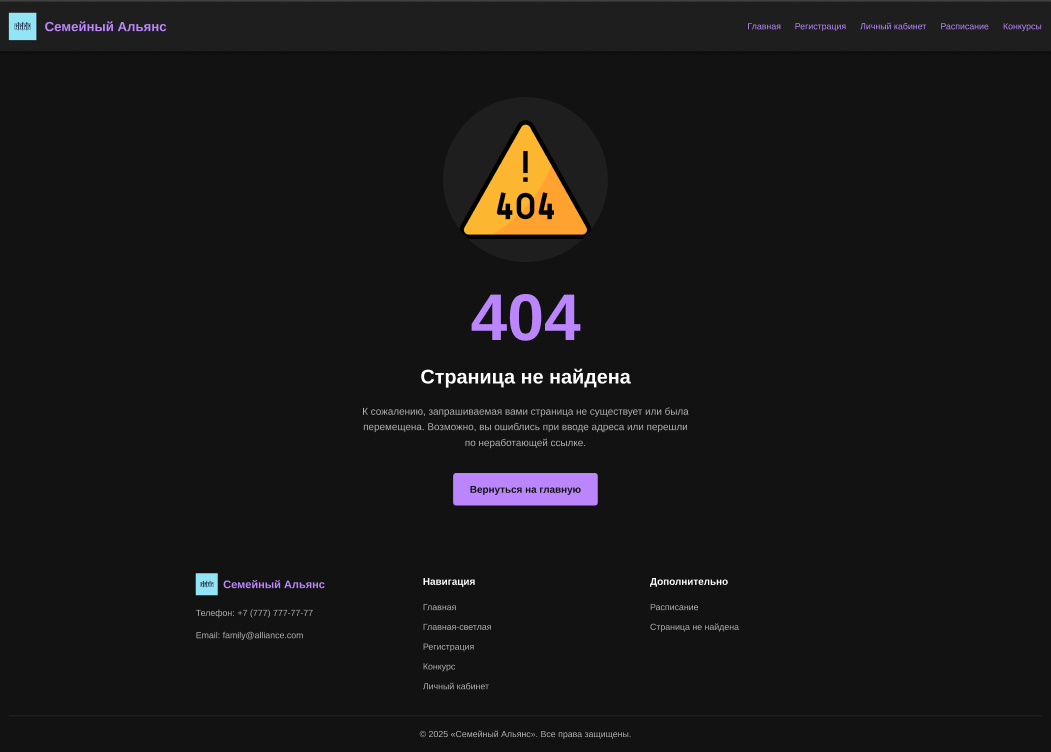 Семейный Альянс
Главная Регистрация Личный кабинет Расписание Конкурсы
!
404
404
Страница не найдена
К сожалению, запрашиваемая вами страница не существует или была
перемещена. Возможно, вы ошиблись при вводе адреса или перешли
по неработающей ссылке.
Вернуться на главную
Семейный Альянс
Телефон: +7 (777) 777-77-77
Email: family@alliance.com
Навигация
Главная
Главная-светлая
Регистрация
Конкурс
Личный кабинет
Дополнительно
Расписание
Страница не найдена
© 2025 «Семейный Альянс». Все права защищены.